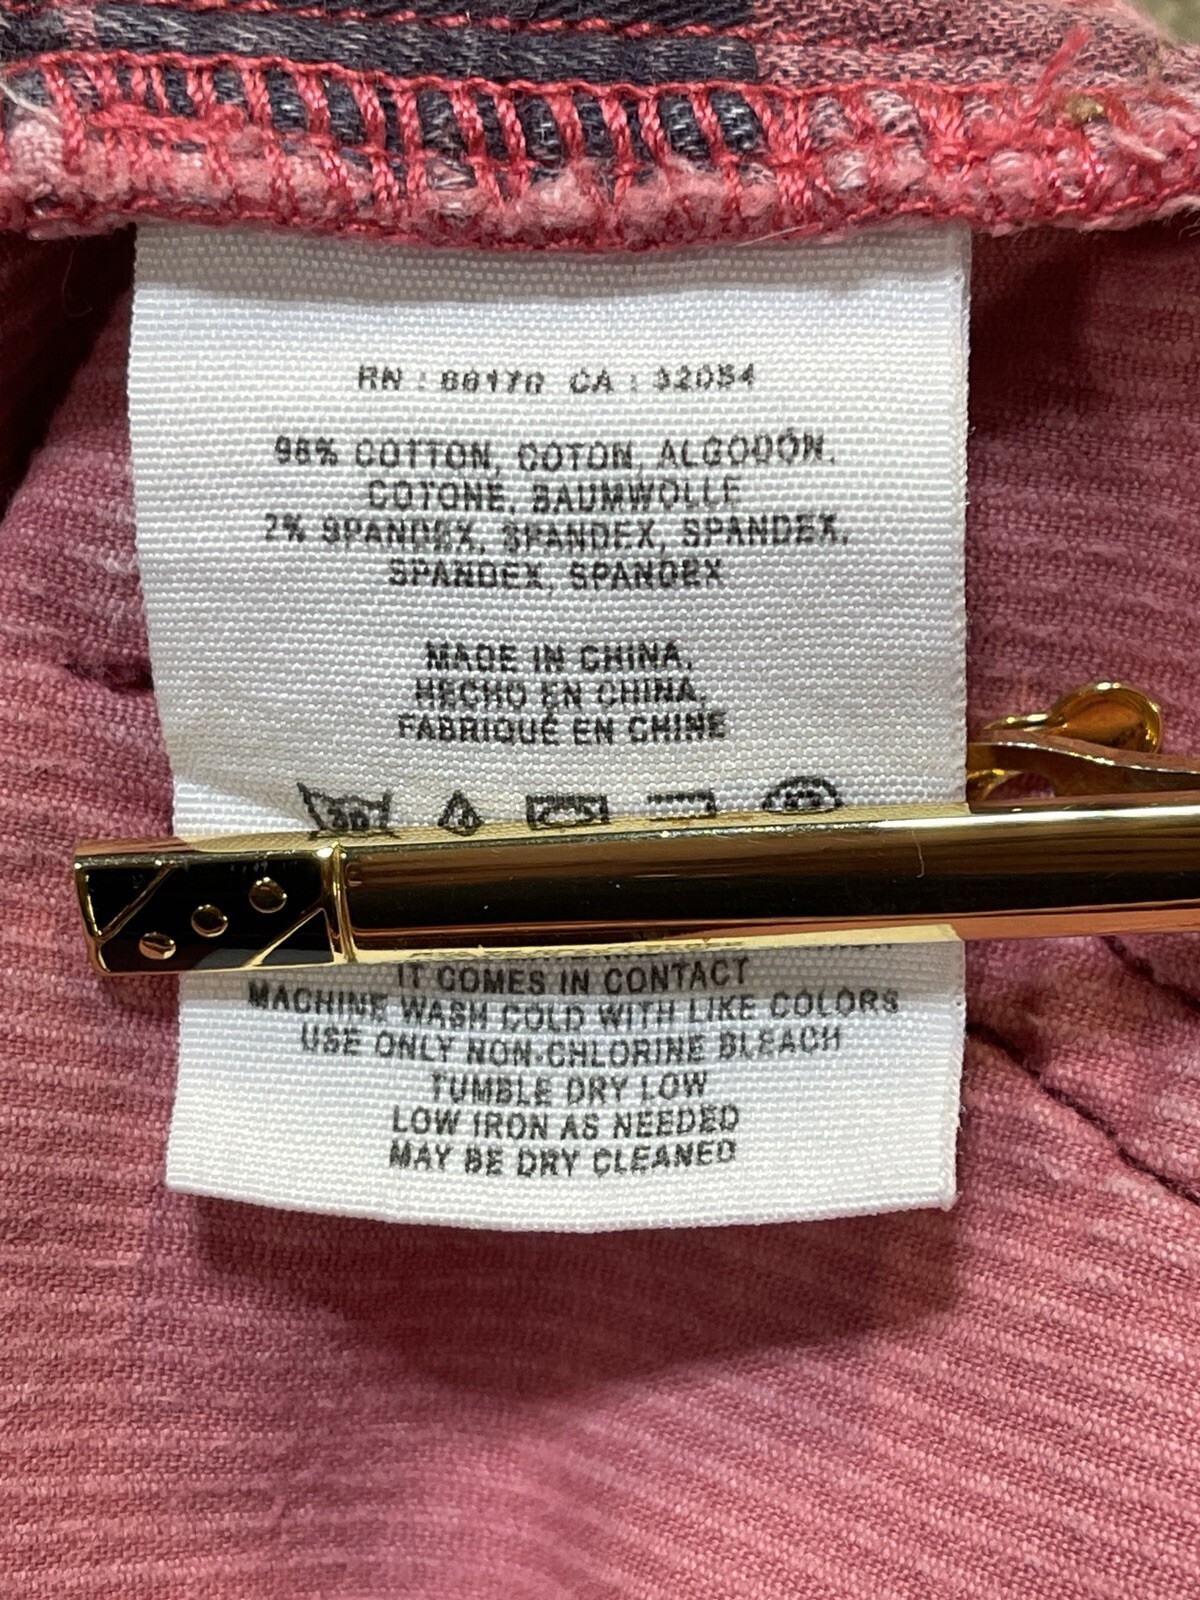 CA : 32054
98% COTTON, COTON, ALGODÓN,
COTONE, BAUMWOLLE
2% SPANDEX, SPANDEX, SPANDEX,
SPANDEX, SPANDEX
MADE IN CHINA,
HECHO EN CHINA,
FABRIQUÉ EN CHINE
30
IT COMES IN CONTACT
MACHINE WASH COLD WITH LIKE COLORS
USE ONLY NON-CHLORINE BLEACH
TUMBLE DRY LOW
LOW IRON AS NEEDED
MAY BE DRY CLEANED